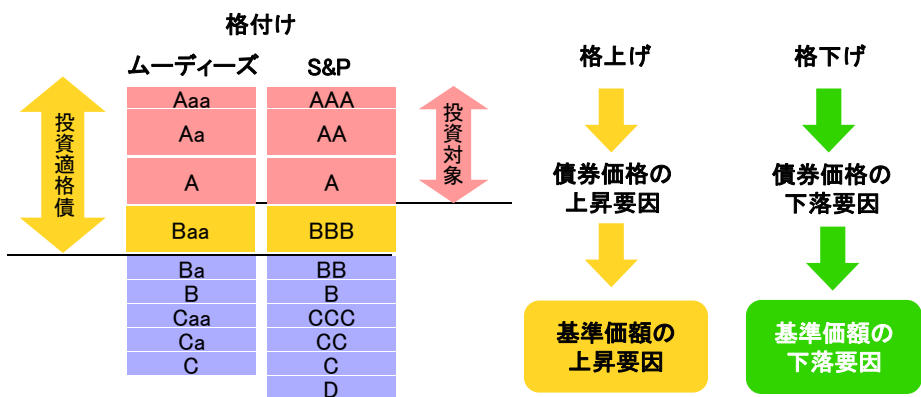 格付け
ムーディーズ
S&P
投資適格債
Aaa
AAA
Aa
AA
A
A
Baa
BBB
Ba
BB
B
B
Caa
CCC
Ca
CC
C
C
D
投資対象
格上げ
債券価格の
上昇要因
基準価額の
上昇要因
格下げ
債券価格の
下落要因
基準価額の
下落要因